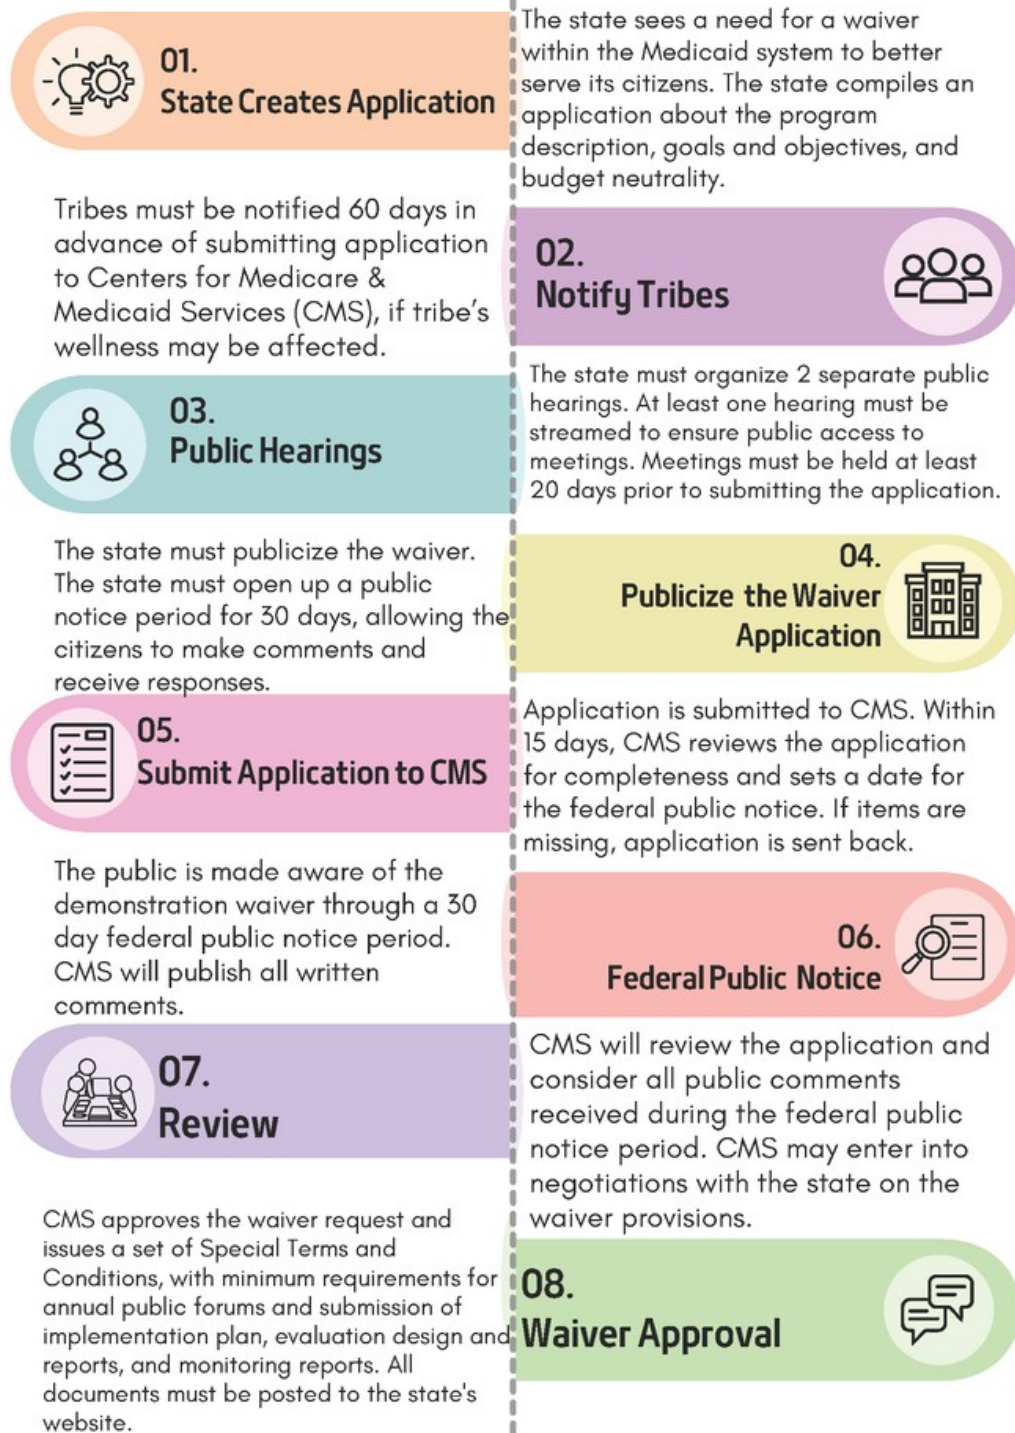 01.
State Creates Application
The state sees a need for a waiver
within the Medicaid system to better
serve its citizens. The state compiles an
application about the program
description, goals and objectives, and
budget neutrality.
02.
Notify Tribes
Tribes must be notified 60 days in
advance of submitting application
to Centers for Medicare &
Medicaid Services (CMS), if tribe's
wellness may be affected.
03.
Public Hearings
The state must organize 2 separate public
hearings. At least one hearing must be
streamed to ensure public access to
meetings. Meetings must be held at least
20 days prior to submitting the application.
04.
Publicize the Waiver
Application
The state must publicize the waiver.
The state must open up a public
notice period for 30 days, allowing the
citizens to make comments and
receive responses.
05.
Submit Application to CMS
Application is submitted to CMS. Within
15 days, CMS reviews the application
for completeness and sets a date for
the federal public notice. If items are
missing, application is sent back.
06.
Federal Public Notice
The public is made aware of the
demonstration waiver through a 30
day federal public notice period.
CMS will publish all written
comments.
07.
Review
CMS will review the application and
consider all public comments
received during the federal public
notice period. CMS may enter into
negotiations with the state on the
waiver provisions.
08.
Waiver Approval
CMS approves the waiver request and
issues a set of Special Terms and
Conditions, with minimum requirements for
annual public forums and submission of
implementation plan, evaluation design and
reports, and monitoring reports. All
documents must be posted to the state's
website.